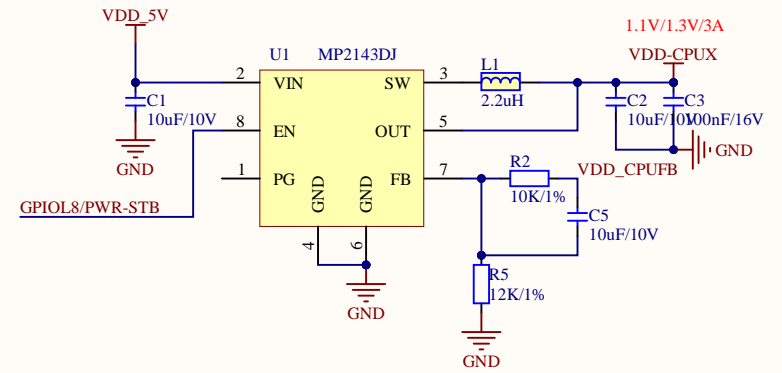 VDD_5V
1.1V/1.3V/3A
U1 MP2143DJ
VDD-CPUX
L1
2 VIN SW 3
2.2uH
C1
10uF/10V
C2
10uF/10V
C3
100nF/16V
8 EN OUT 5
GND
GND
1 PG FB 7
VDD_CPUFB
R2
10K/1%
GND GND
GPIOL8/PWR-STB
C5
10uF/10V
4 6
R5
12K/1%
GND
GND